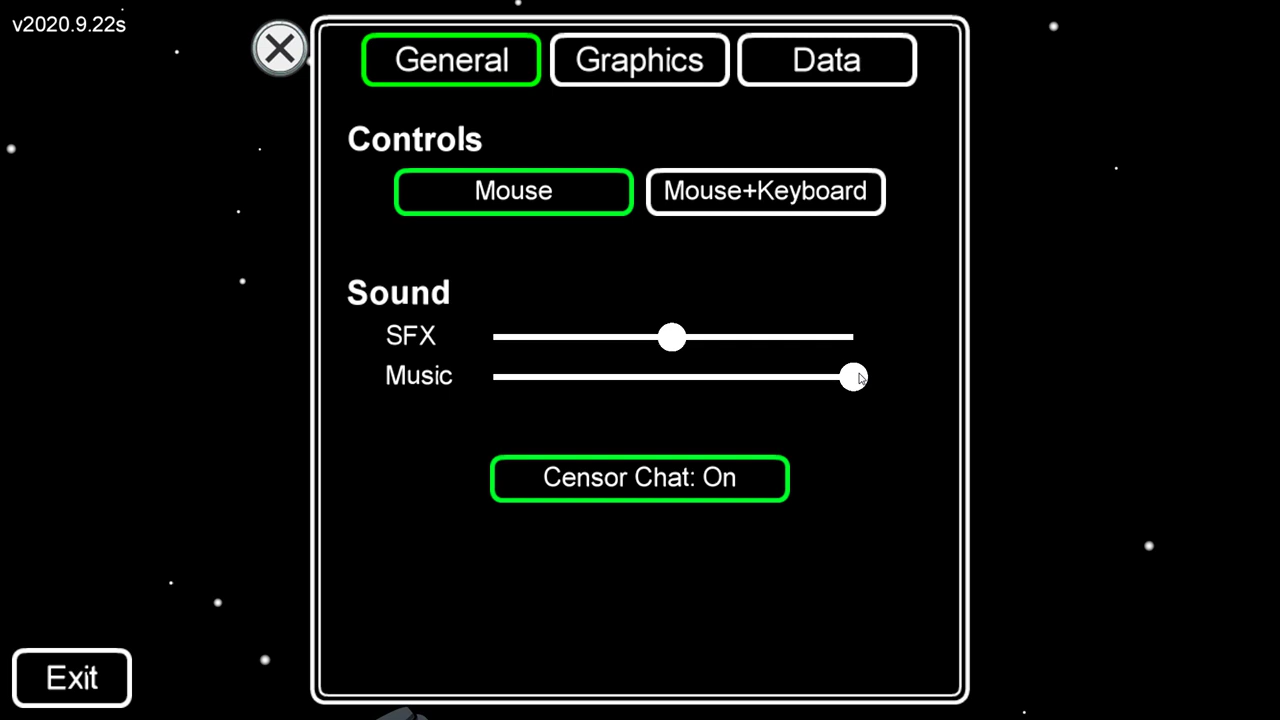 v2020.9.22s
General
Graphics
Data
Controls
Mouse
Mouse+Keyboard
Sound
SFX
Music
Censor Chat: On
Exit